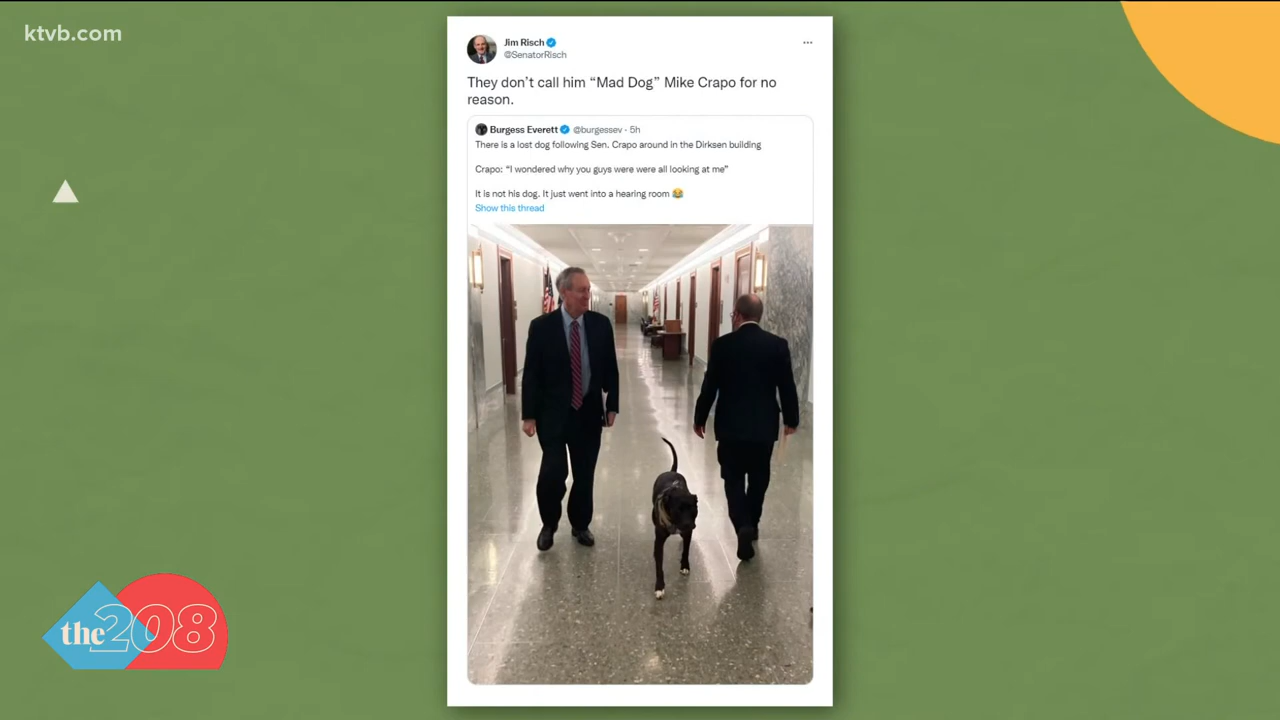 ktvb.com
Jim Risch
@SenatorRisch
They don’t call him “Mad Dog” Mike Crapo for no
reason.
Burgess Everett @burgessev · 5h
There is a lost dog following Sen. Crapo around in the Dirksen building
Crapo: “I wondered why you guys were were all looking at me”
It is not his dog. It just went into a hearing room 😂
Show this thread
the 208